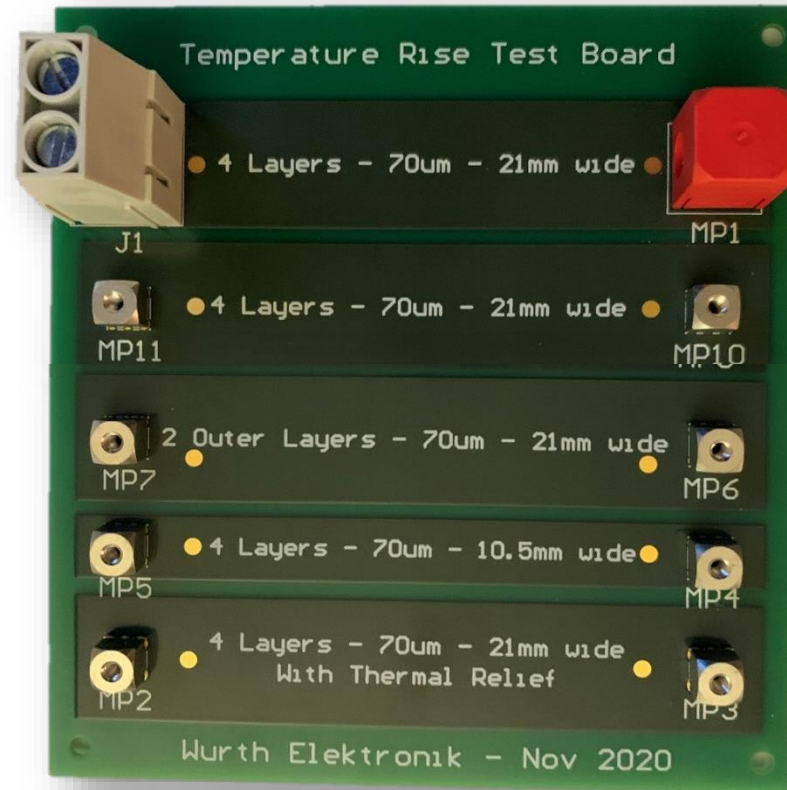 Temperature Rise Test Board
4 Layers - 70um - 21mm wide
J1
MP1
4 Layers - 70um - 21mm wide
MP11
MP10
2 Outer Layers - 70um - 21mm wide
MP7
MP6
4 Layers - 70um - 10.5mm wide
MP5
MP4
4 Layers - 70um - 21mm wide
With Thermal Relief
MP2
MP3
Wurth Elektronik - Nov 2020